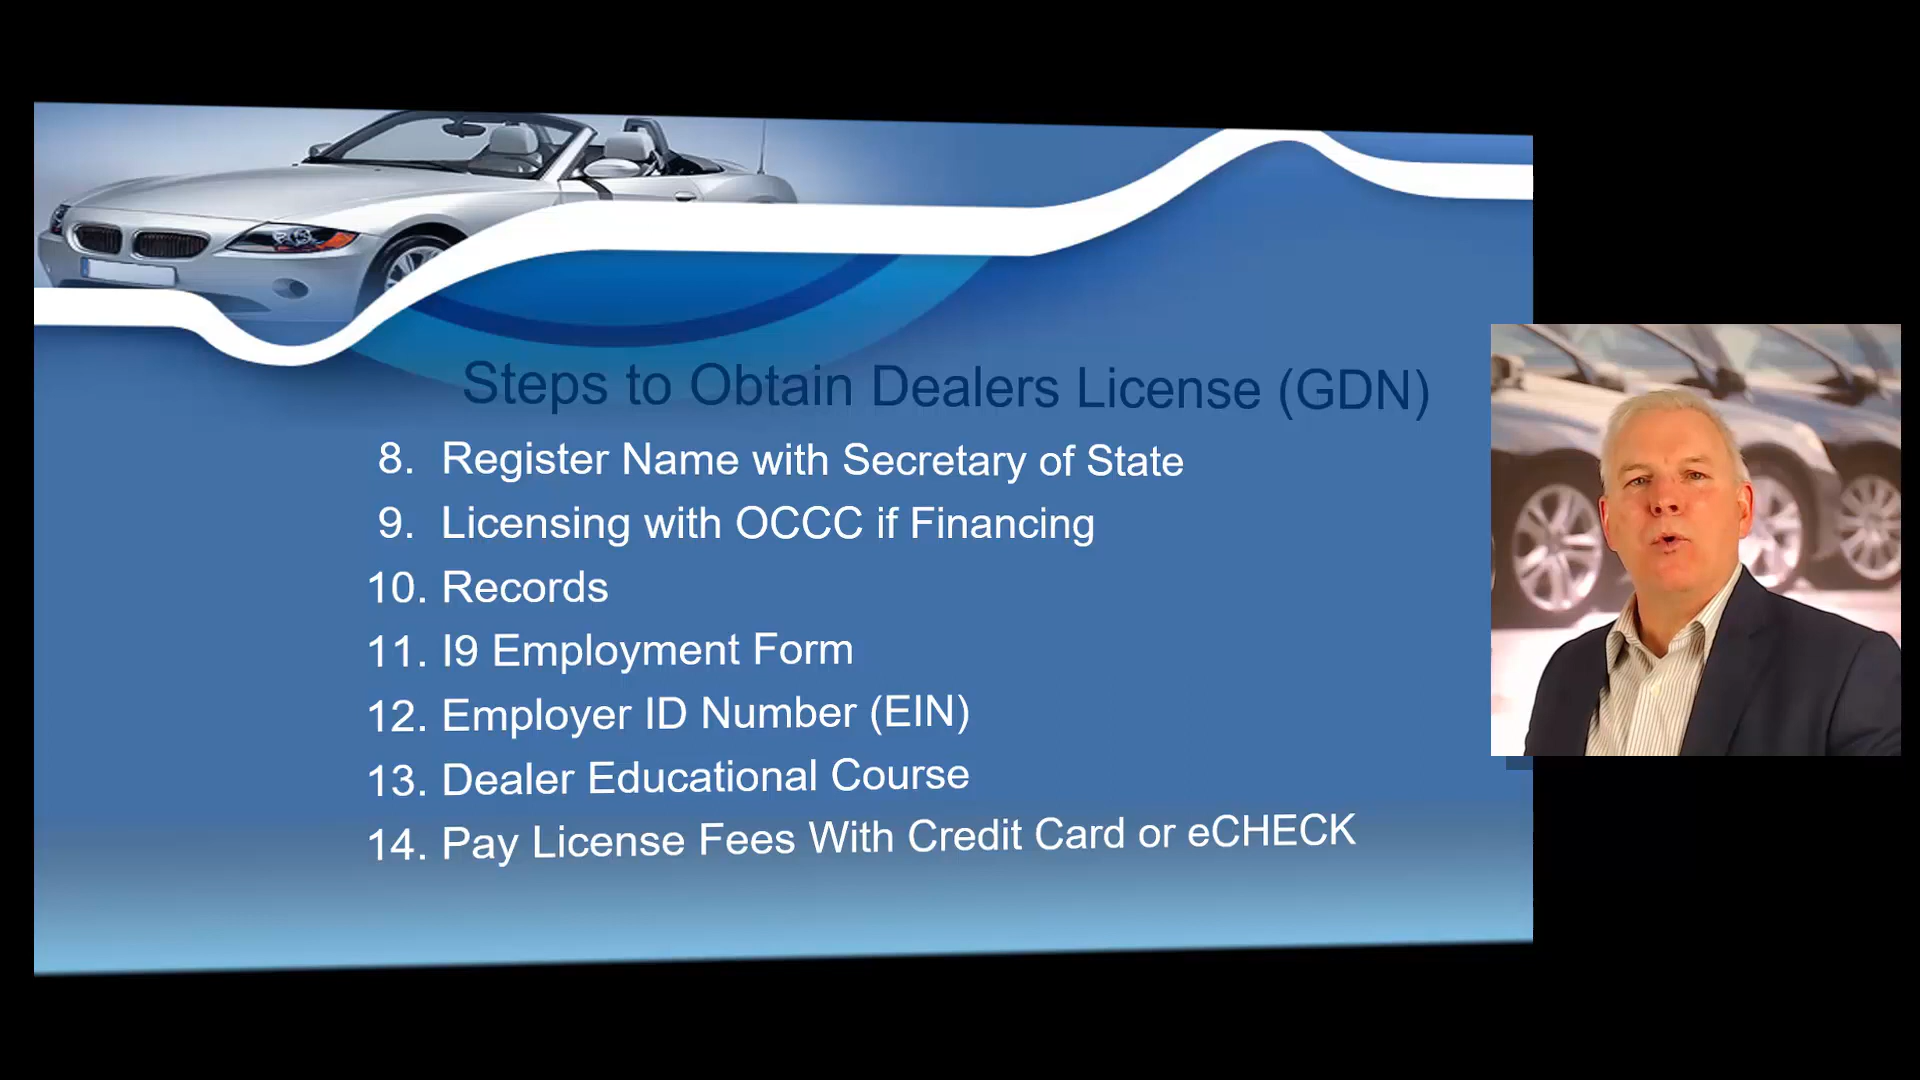 Steps to Obtain Dealers License (GDN)
8. Register Name with Secretary of State
9. Licensing with OCCC if Financing
10. Records
11. I9 Employment Form
12. Employer ID Number (EIN)
13. Dealer Educational Course
14. Pay License Fees With Credit Card or eCHECK